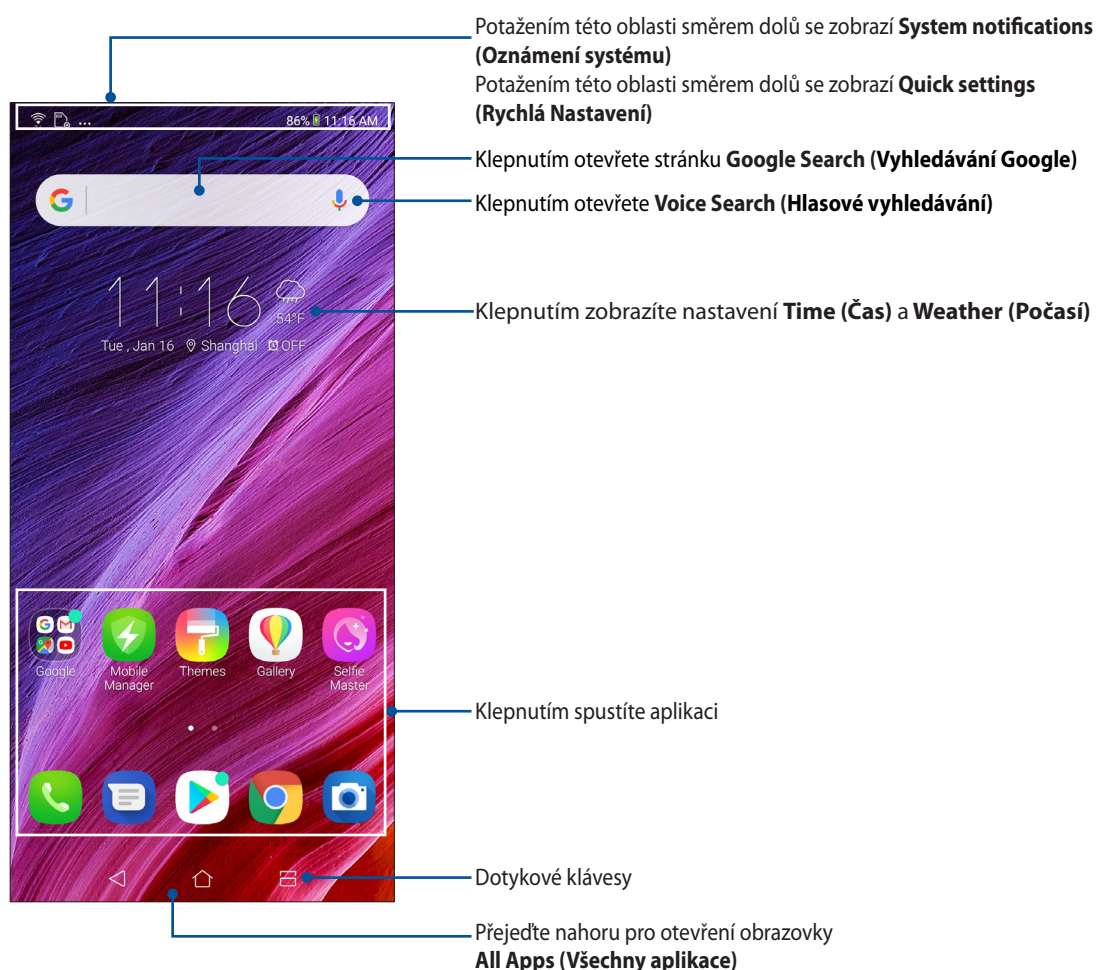 Potažením této oblasti směrem dolů se zobrazí System notifications
(Oznámení systému)
Potažením této oblasti směrem dolů se zobrazí Quick settings
(Rychlá Nastavení)
86% 11:16 AM
Klepnutím otevřete stránku Google Search (Vyhledávání Google)
Klepnutím otevřete Voice Search (Hlasové vyhledávání)
11:16
54°F
Klepnutím zobrazíte nastavení Time (Čas) a Weather (Počasí)
Tue , Jan 16 Shanghai OFF
Google
Mobile
Manager
Themes
Gallery
Selfie
Master
Klepnutím spustíte aplikaci
Dotykové klávesy
Přejeďte nahoru pro otevření obrazovky
All Apps (Všechny aplikace)